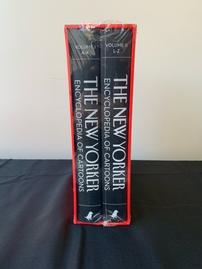 VOLUME I
A-K
THE NEW YORKER
ENCYCLOPEDIA OF CARTOONS
VOLUME II
L-Z
THE NEW YORKER
ENCYCLOPEDIA OF CARTOONS